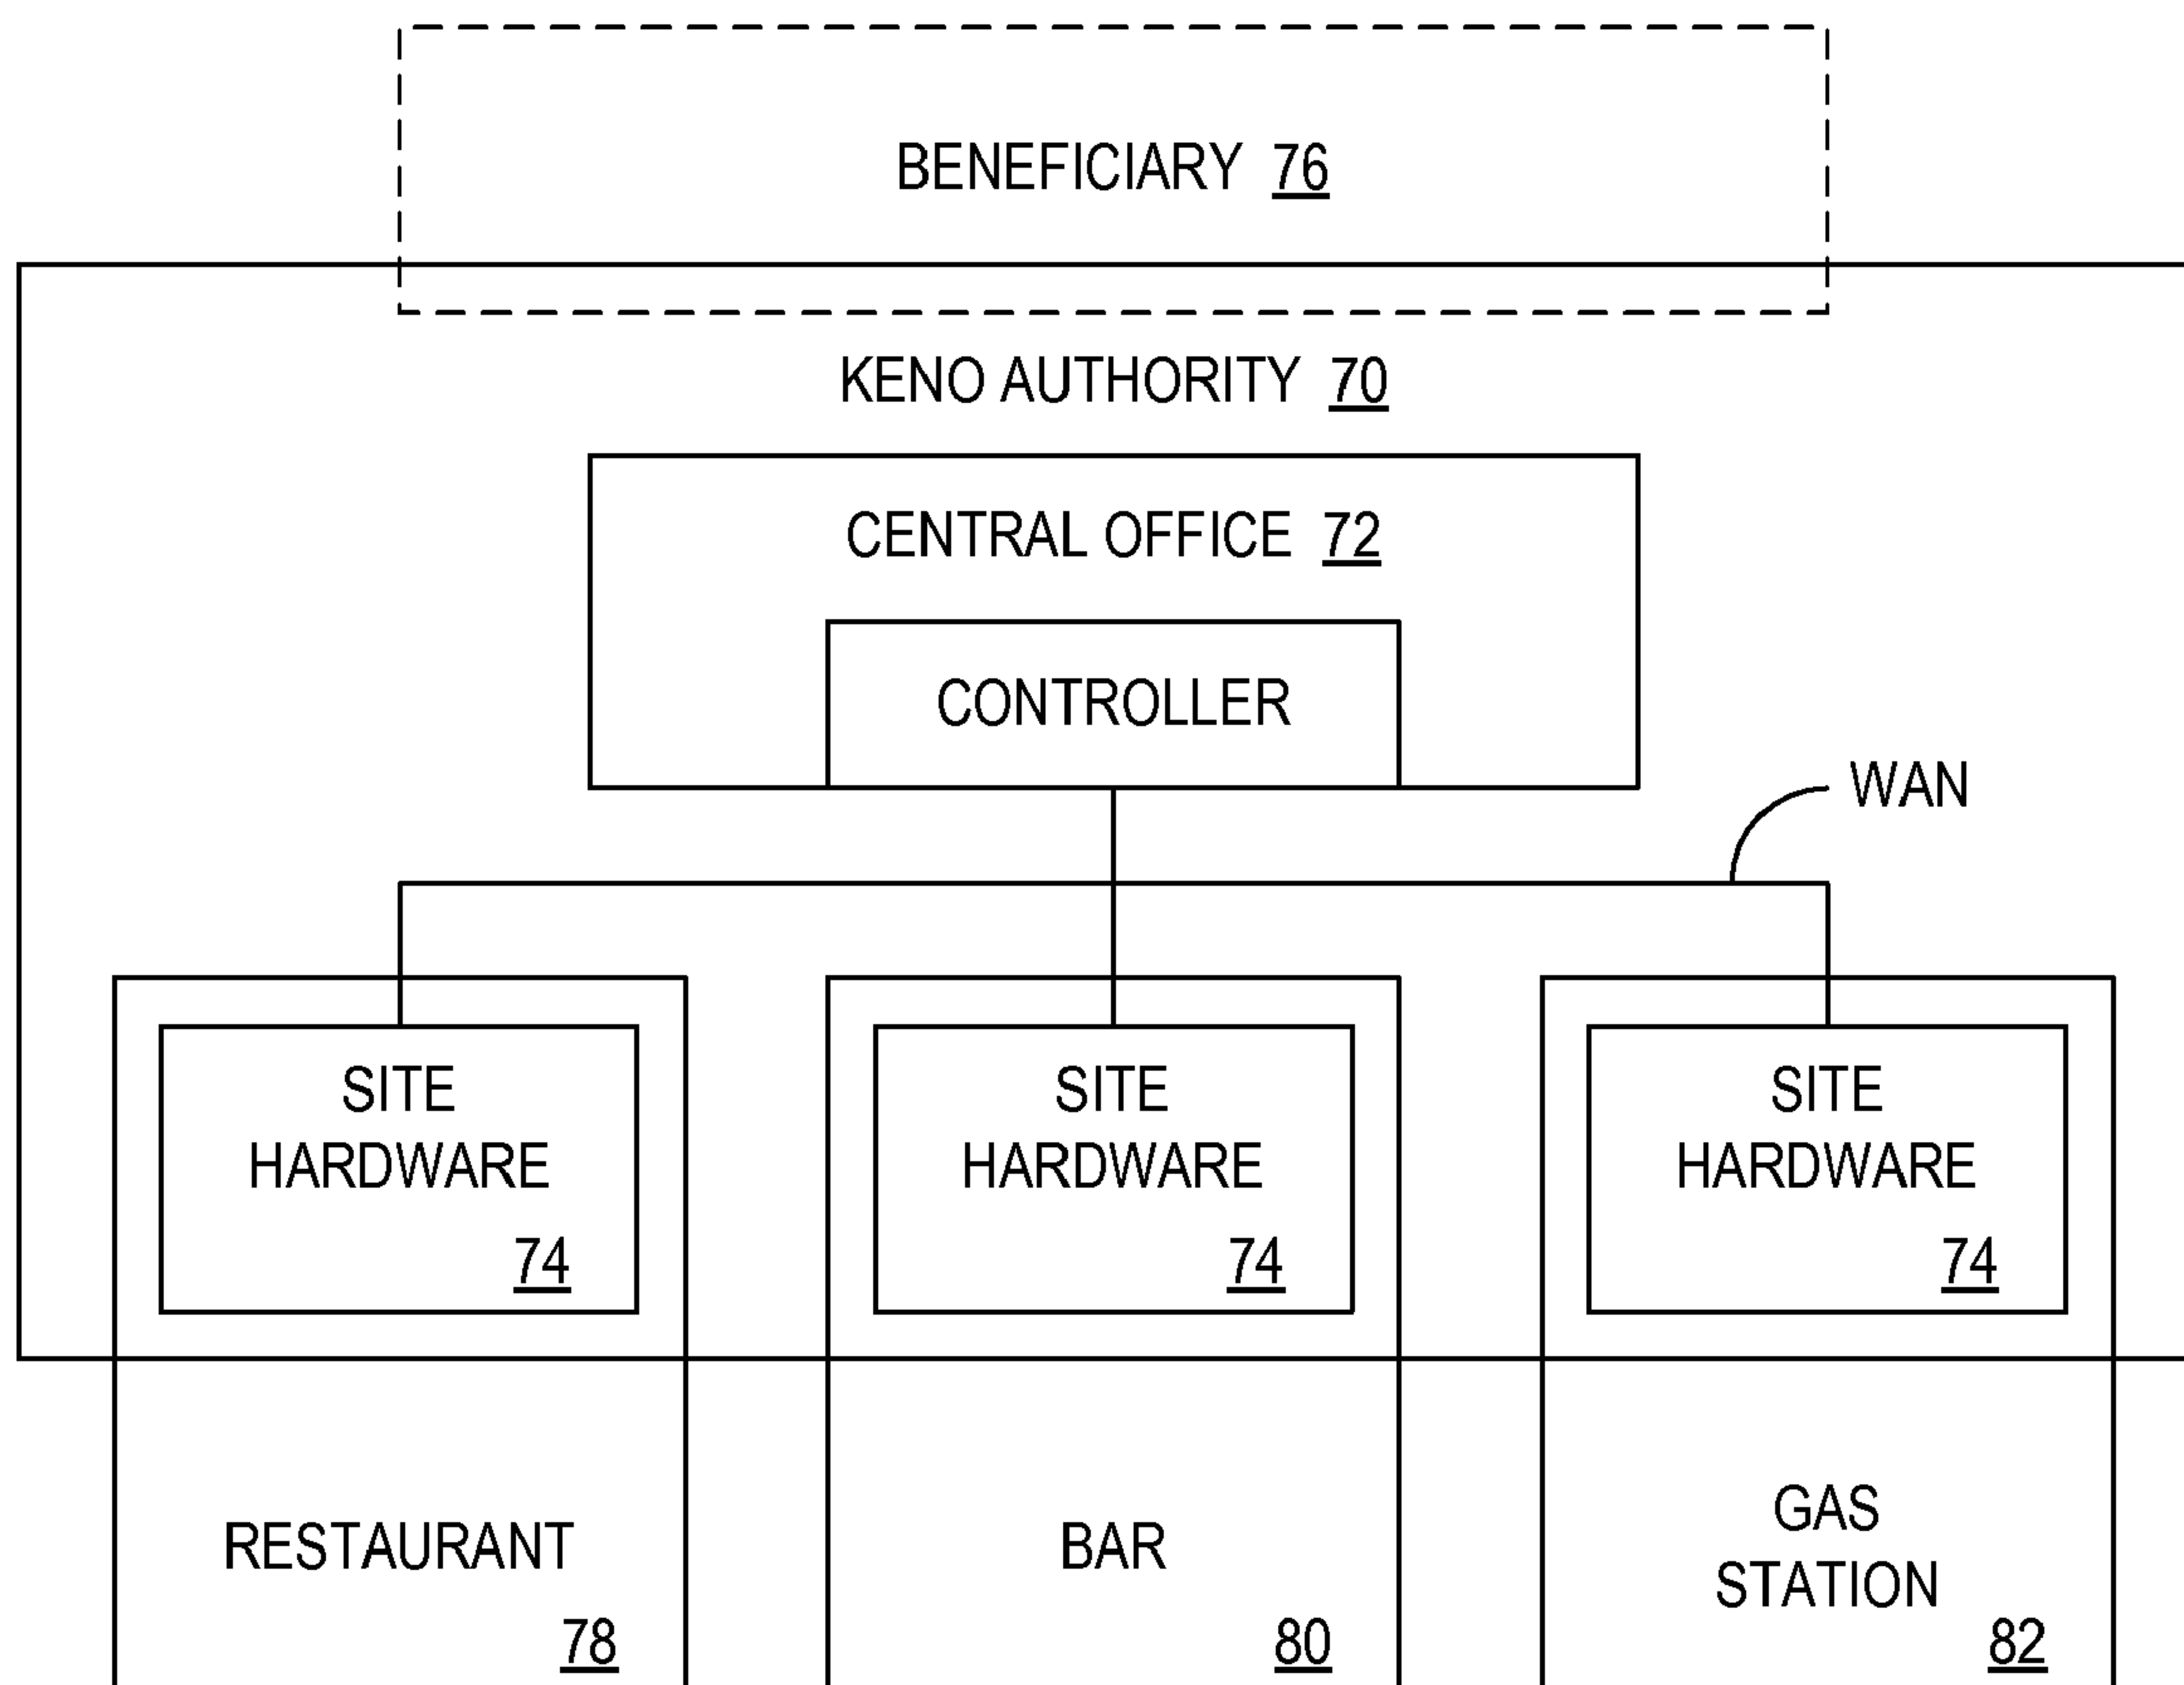 BENEFICIARY 76
KENO AUTHORITY 70
CENTRAL OFFICE 72
CONTROLLER
WAN
SITE
HARDWARE
74
SITE
HARDWARE
74
SITE
HARDWARE
74
RESTAURANT
78
BAR
80
GAS
STATION
82